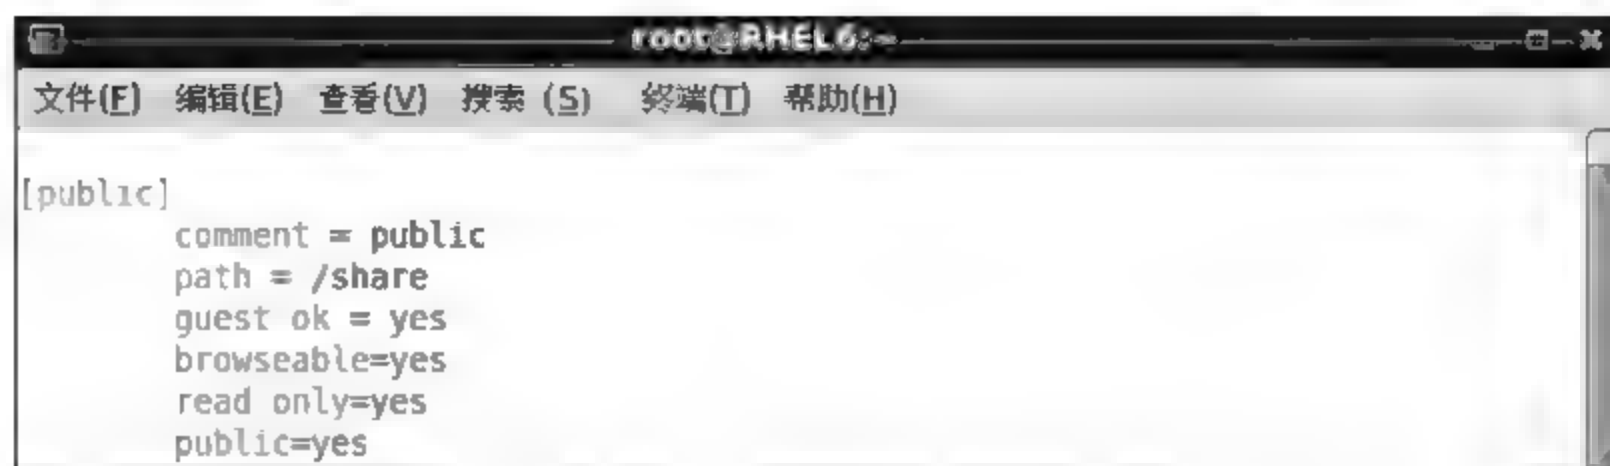 root@RHEL6:~
文件(F) 编辑(E) 查看(V) 搜索 (S) 终端(T) 帮助(H)
[public]
comment = public
path = /share
guest ok = yes
browseable=yes
read only=yes
public=yes